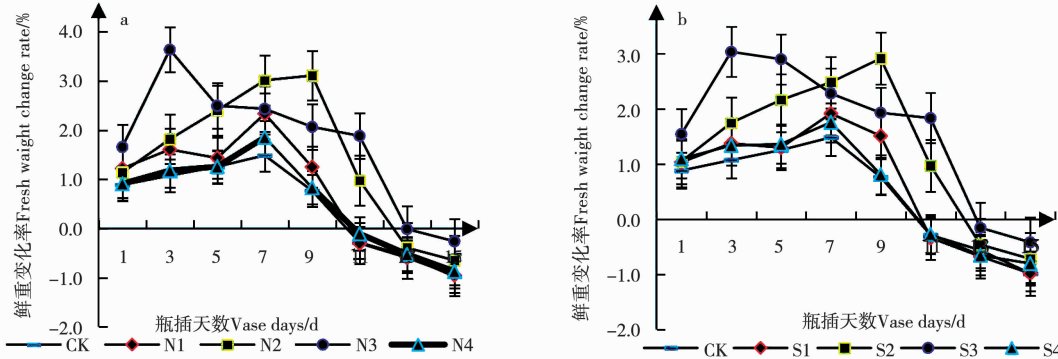 a
4.0
3.0
2.0
1.0
0.0
−1.0
−2.0
鲜重变化率Fresh waight change rate/%
1 3 5 7 9
瓶插天数Vase days/d
CK N1 N2 N3 N4
b
3.0
2.0
1.0
0.0
-1.0
-2.0
鲜重变化率Fresh weight change rate/%
1 3 5 7 9
瓶插天数Vase days/d
CK S1 S2 S3 S4